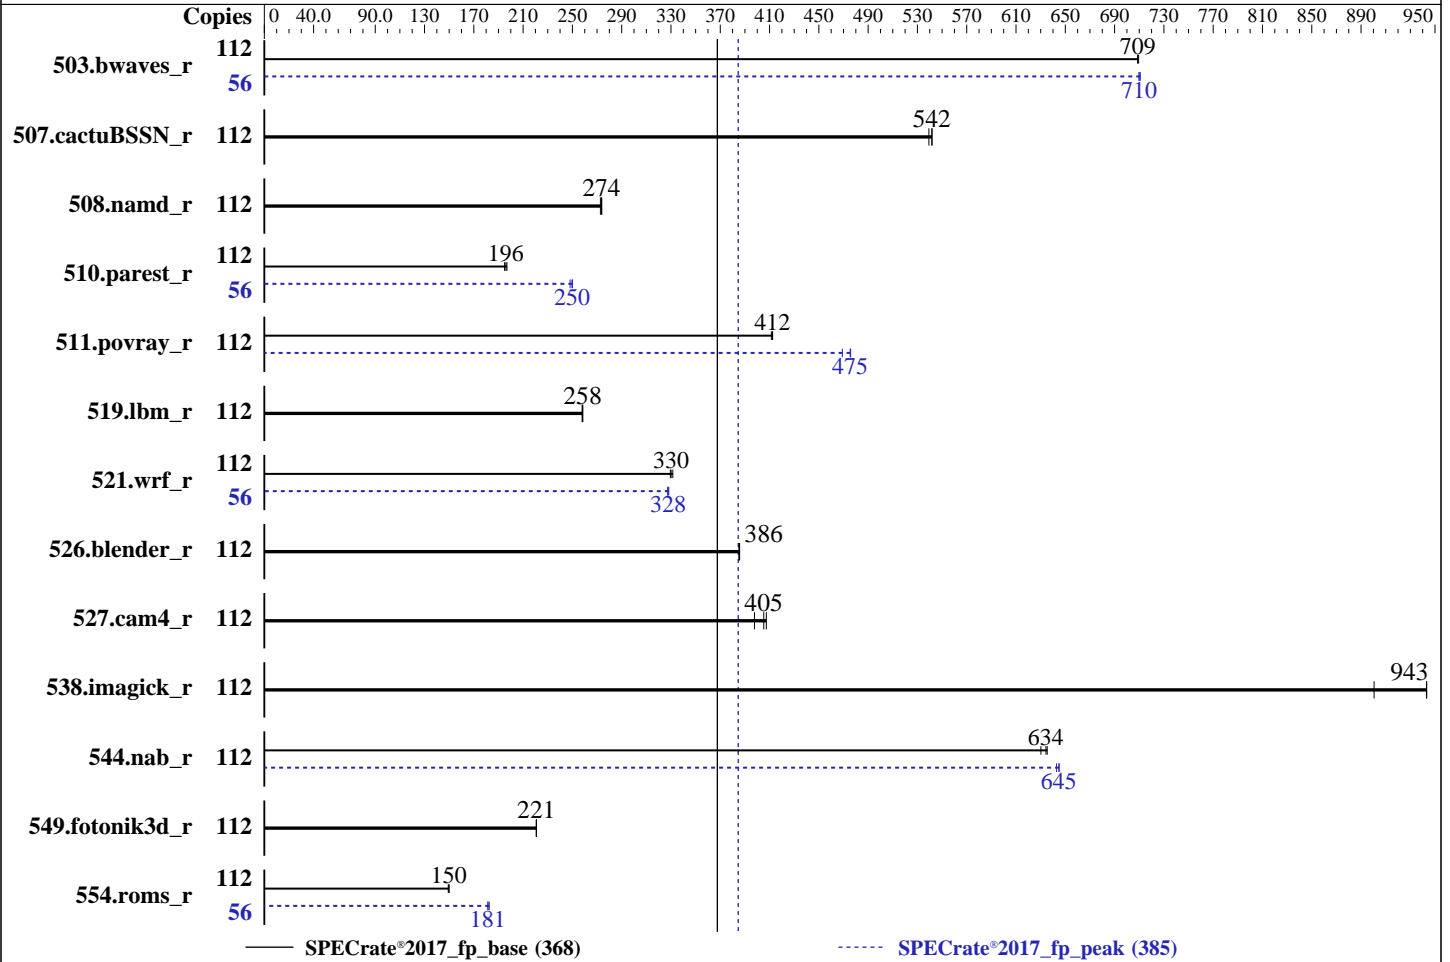 Copies 0 40.0 90.0 130 170 210 250 290 330 370 410 450 490 530 570 610 650 690 730 770 810 850 890 950
503.bwaves_r 112 709
56 710
507.cactuBSSN_r 112 542
508.namd_r 112 274
510.parest_r 112 196
56 250
511.povray_r 112 412
475
519.lbm_r 112 258
521.wrf_r 112 330
56 328
526.blender_r 112 386
527.cam4_r 112 405
538.imagick_r 112 943
544.nab_r 112 634
645
549.fotonik3d_r 112 221
554.roms_r 112 150
56 181
SPECrate®2017_fp_base (368) SPECrate®2017_fp_peak (385)